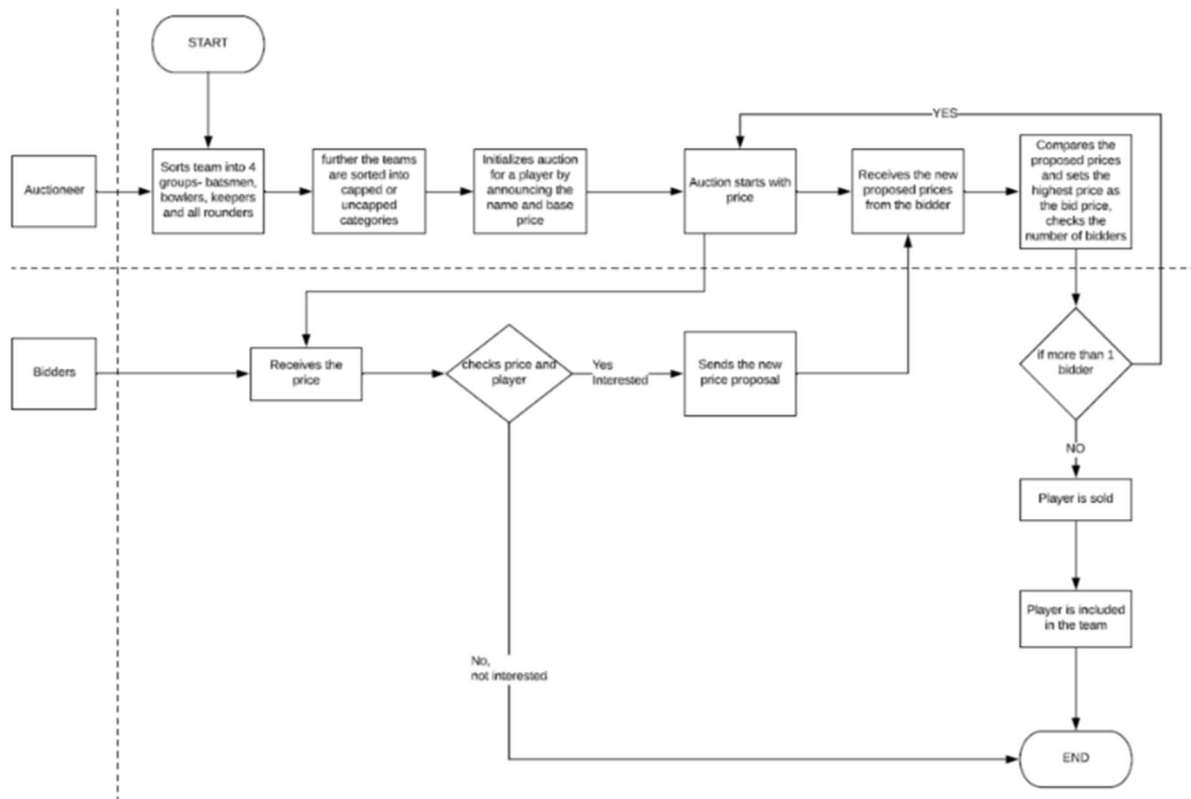 START
YES
Auctioneer
Sorts team into 4
groups- batsmen,
bowlers, keepers
and all rounders
further the teams
are sorted into
capped or
uncapped
categories
Initializes auction
for a player by
announcing the
name and base
price
Auction starts with
price
Receives the new
proposed prices
from the bidder
Compares the
proposed prices
and sets the
highest price as
the bid price,
checks the
number of bidders
Bidders
Receives the
price
checks price and
player
Yes
Interested
Sends the new
price proposal
if more than 1
bidder
NO
Player is sold
Player is included
in the team
No,
not interested
END